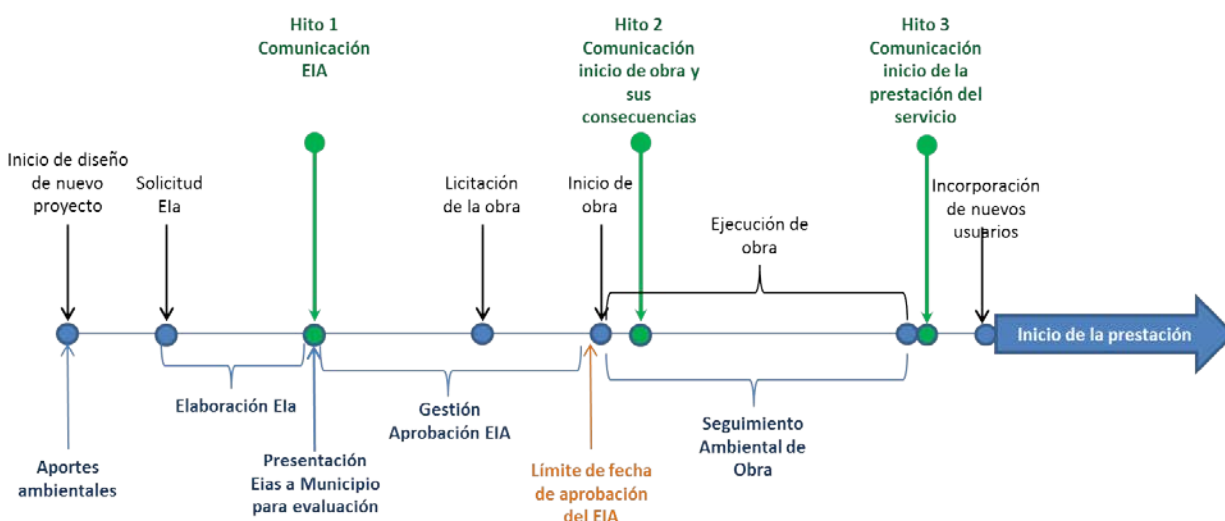 Hito 1
Comunicación
EIA
Hito 2
Comunicación
inicio de obra y
sus
consecuencias
Hito 3
Comunicación
inicio de la
prestación del
servicio
Inicio de diseño
de nuevo
proyecto
Solicitud
EIa
Licitación
de la obra
Inicio de
obra
Ejecución de
obra
Incorporación
de nuevos
usuarios
Inicio de la prestación
Elaboración EIa
Gestión
Aprobación EIA
Seguimiento
Ambiental de
Obra
Aportes
ambientales
Presentación
Eias a Municipio
para evaluación
Límite de fecha
de aprobación
del EIA